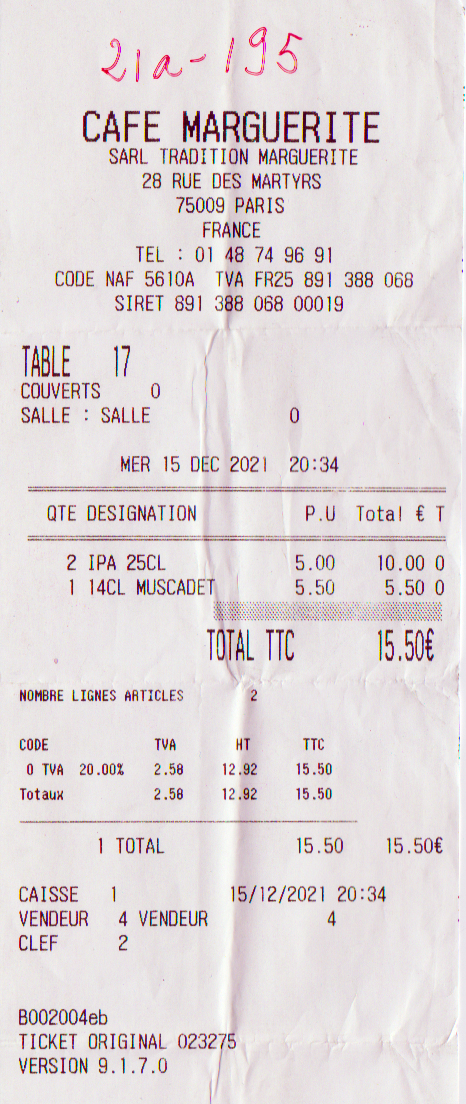 21a-195
CAFE MARGUERITE
SARL TRADITION MARGUERITE
28 RUE DES MARTYRS
75009 PARIS
FRANCE
TEL : 01 48 74 96 91
CODE NAF 5610A TVA FR25 891 388 068
SIRET 891 388 068 00019
TABLE 17
COUVERTS 0
SALLE : SALLE 0
MER 15 DEC 2021 20:34
QTE DESIGNATION P.U Total € T
2 IPA 25CL 5.00 10.00 0
1 14CL MUSCADET 5.50 5.50 0
TOTAL TTC 15.50€
NOMBRE LIGNES ARTICLES 2
CODE TVA HT TTC
0 TVA 20.00% 2.58 12.92 15.50
Totaux 2.58 12.92 15.50
1 TOTAL 15.50 15.50€
CAISSE 1 15/12/2021 20:34
VENDEUR 4 VENDEUR 4
CLEF 2
B002004eb
TICKET ORIGINAL 023275
VERSION 9.1.7.0